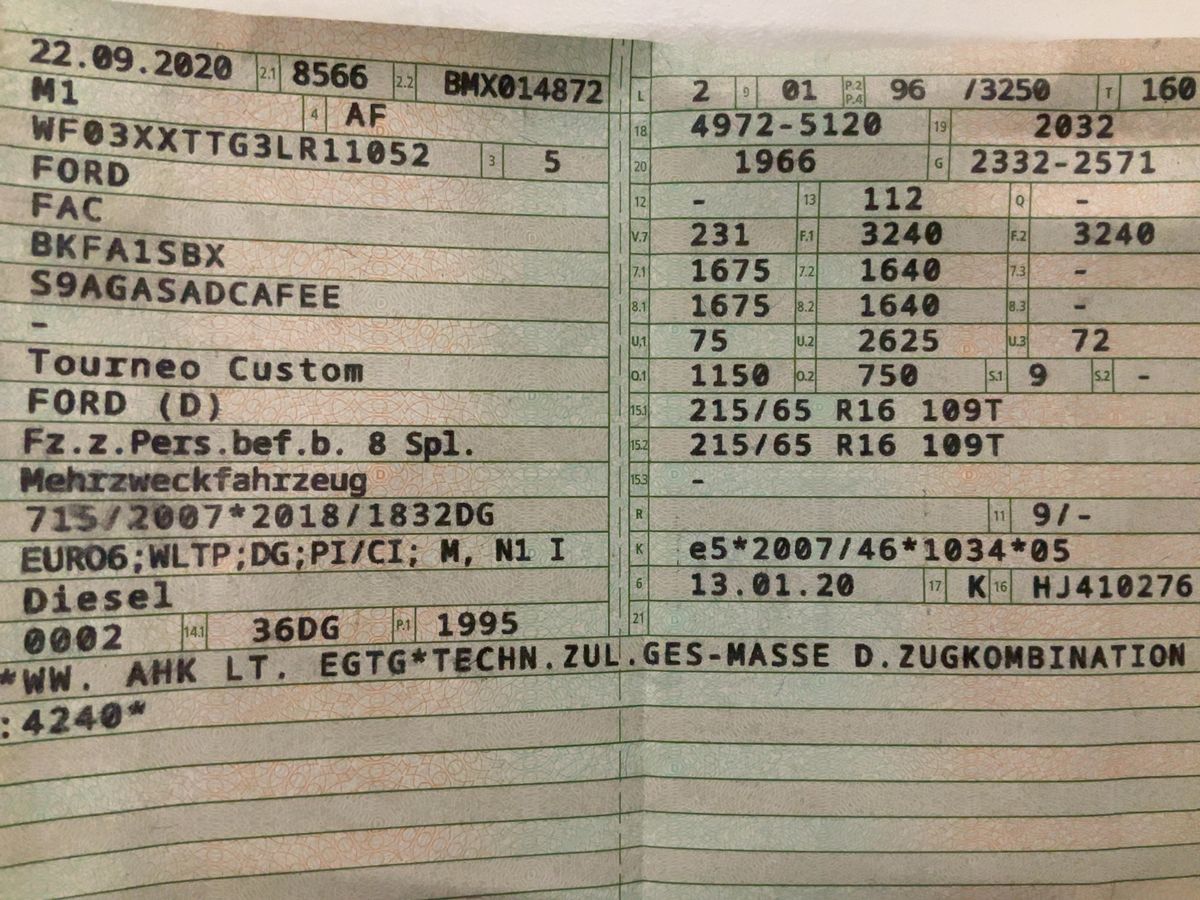 22.09.2020 2.1 8566 2.2 BMX014872
M1 4 AF
WF03XXTTG3LR11052 3 5
FORD
FAC
BKFA1SBX
S9AGASADCAFEE
-
Tourneo Custom
FORD (D)
Fz.z.Pers.bef.b. 8 Spl.
Mehrzweckfahrzeug
715/2007*2018/1832DG
EURO6;WLTP;DG;PI/CI; M, N1 I
Diesel
0002 14.1 36DG P.1 1995
L 2 9 01 P.2 P.4 96 /3250 T 160
18 4972-5120 19 2032
20 1966 G 2332-2571
12 - 13 112 Q -
V.7 231 F.1 3240 F.2 3240
7.1 1675 7.2 1640 7.3 -
8.1 1675 8.2 1640 8.3 -
U.1 75 U.2 2625 U.3 72
O.1 1150 O.2 750 S.1 9 S.2 -
15.1 215/65 R16 109T
15.2 215/65 R16 109T
15.3 -
R 11 9/-
K e5*2007/46*1034*05
6 13.01.20 17 K 16 HJ410276
21
*WW. AHK LT. EGTG*TECHN.ZUL.GES-MASSE D.ZUGKOMBINATION
:4240*